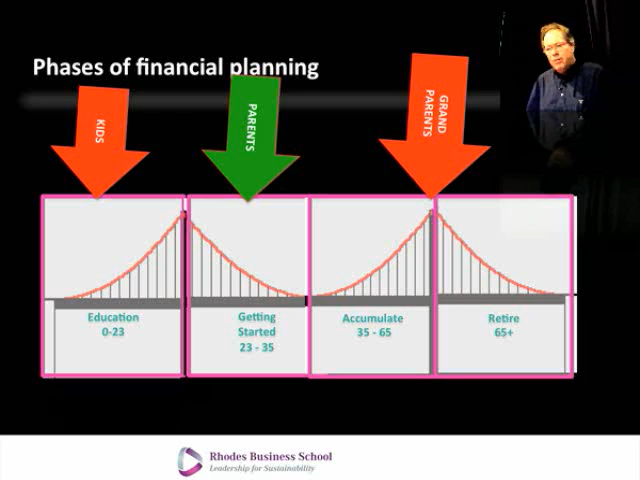 Phases of financial planning
KIDS
PARENTS
GRAND
PARENTS
Education
0-23
Getting
Started
23 - 35
Accumulate
35 - 65
Retire
65+
Rhodes Business School
Leadership for Sustainability